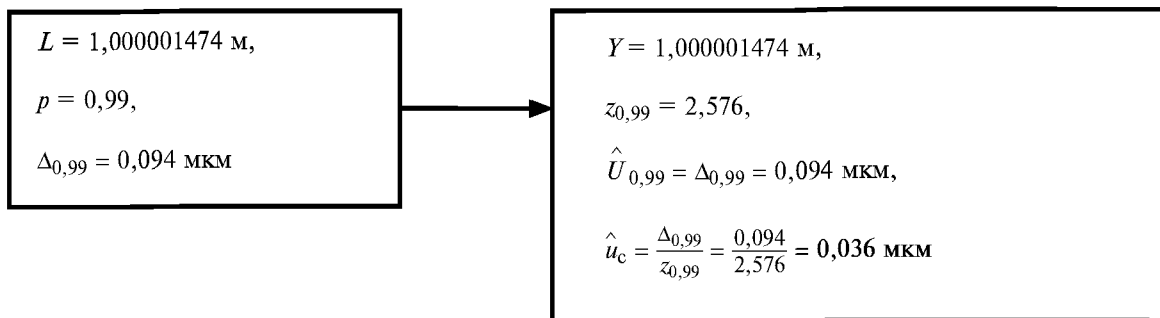 L = 1,000001474 м,
p = 0,99,
Δ0,99 = 0,094 мкм
Y = 1,000001474 м,
z0,99 = 2,576,
Û0,99 = Δ0,99 = 0,094 мкм,
ûc = Δ0,99/z0,99 = 0,094/2,576 = 0,036 мкм